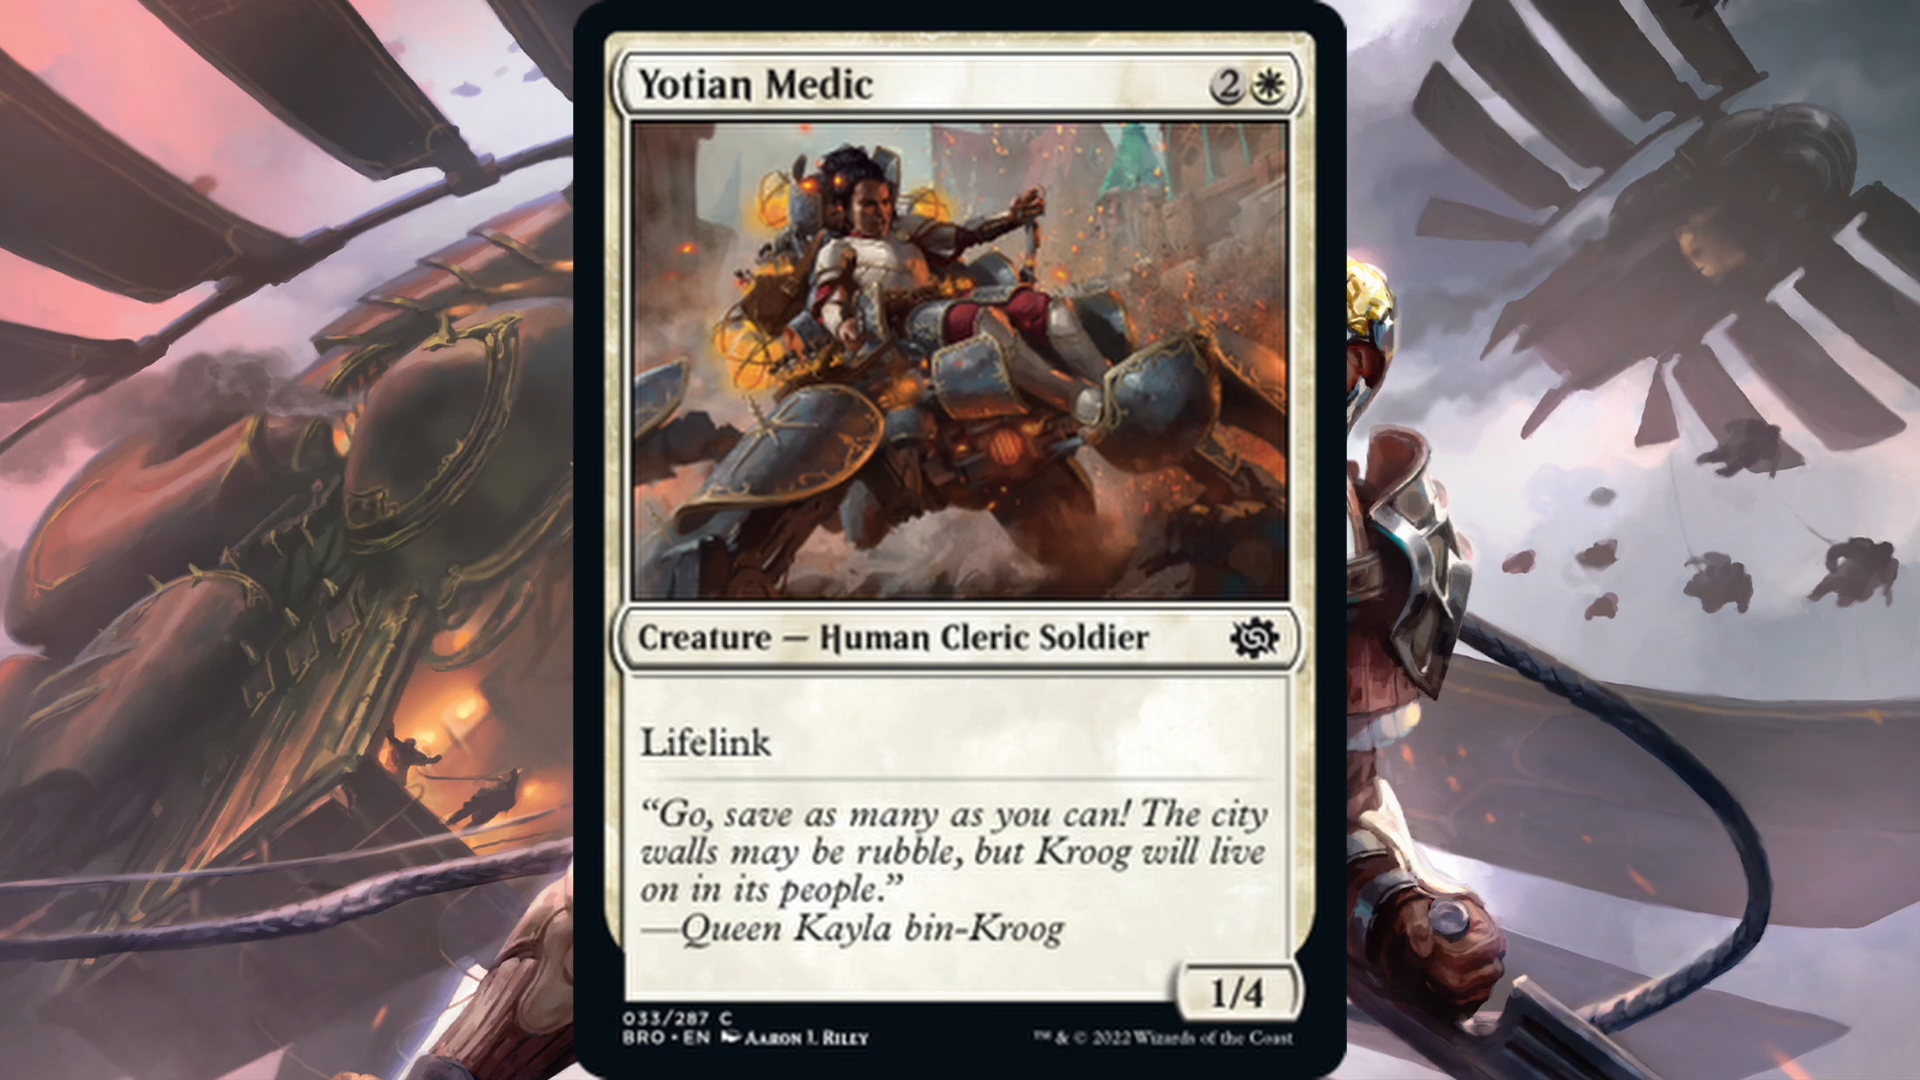 Yotian Medic 2
Creature — Human Cleric Soldier
Lifelink
“Go, save as many as you can! The city
walls may be rubble, but Kroog will live
on in its people.”
—Queen Kayla bin-Kroog
1/4
033/287 C
BRO • EN Aaron J. Riley
™ & © 2022 Wizards of the Coast